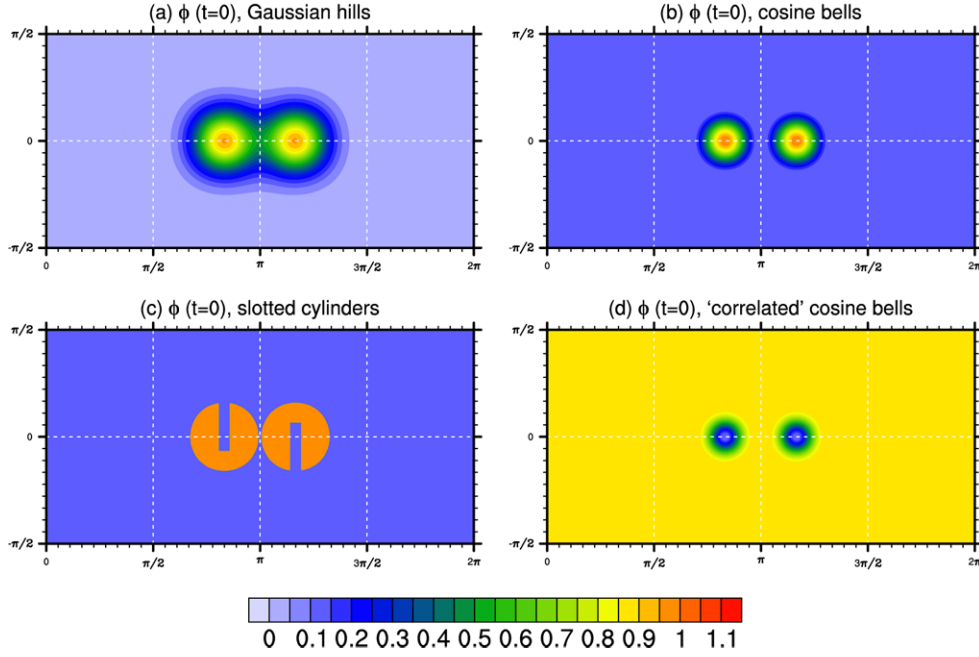 (a) ϕ (t=0), Gaussian hills
(b) ϕ (t=0), cosine bells
π/2
π/2
0
0
-π/2
-π/2
0 π/2 π 3π/2 2π
0 π/2 π 3π/2 2π
(c) ϕ (t=0), slotted cylinders
(d) ϕ (t=0), ‘correlated’ cosine bells
π/2
π/2
0
0
-π/2
-π/2
0 π/2 π 3π/2 2π
0 π/2 π 3π/2 2π
0 0.1 0.2 0.3 0.4 0.5 0.6 0.7 0.8 0.9 1 1.1